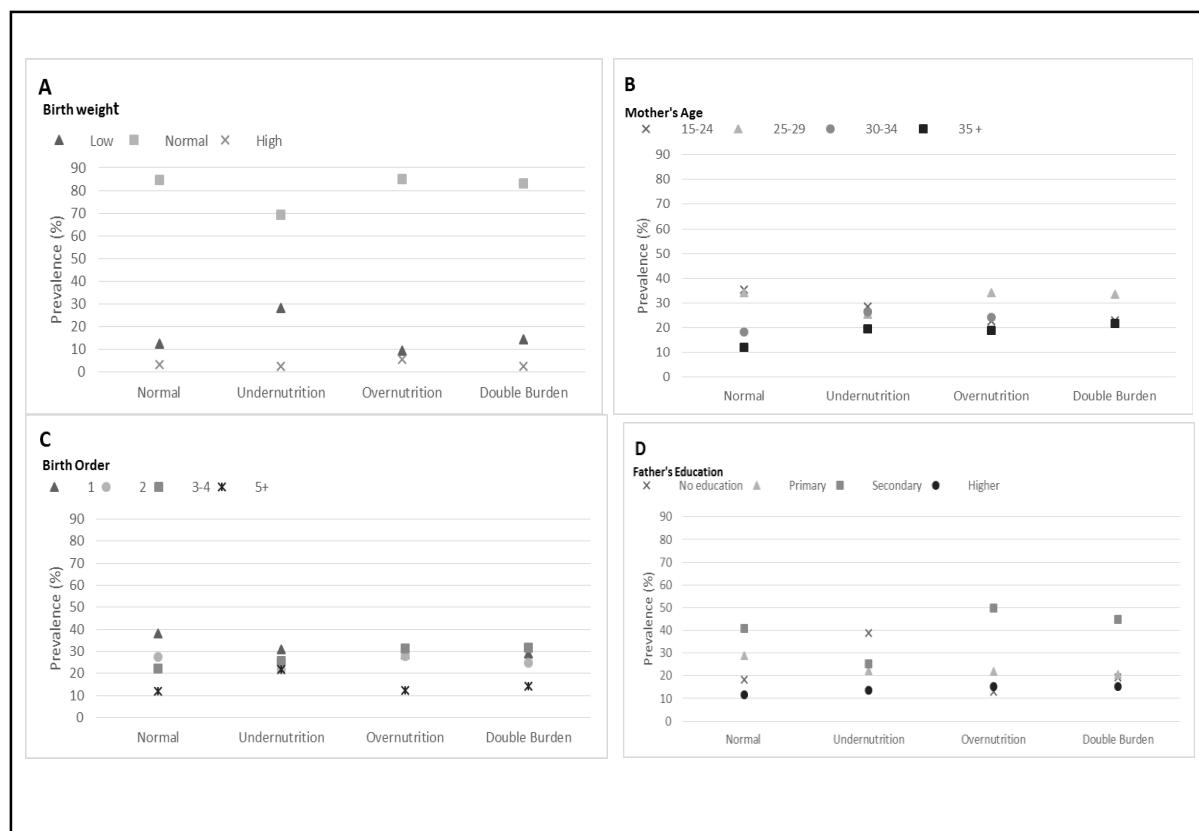 A
Birth weight
Low Normal High
Prevalence (%)
90
80
70
60
50
40
30
20
10
0
Normal Undernutrition Overnutrition Double Burden
B
Mother's Age
15-24 25-29 30-34 35 +
Prevalence (%)
90
80
70
60
50
40
30
20
10
0
Normal Undernutrition Overnutrition Double Burden
C
Birth Order
1 2 3-4 5+
Prevalence (%)
90
80
70
60
50
40
30
20
10
0
Normal Undernutrition Overnutrition Double Burden
D
Father's Education
No education Primary Secondary Higher
Prevalence (%)
90
80
70
60
50
40
30
20
10
0
Normal Undernutrition Overnutrition Double Burden